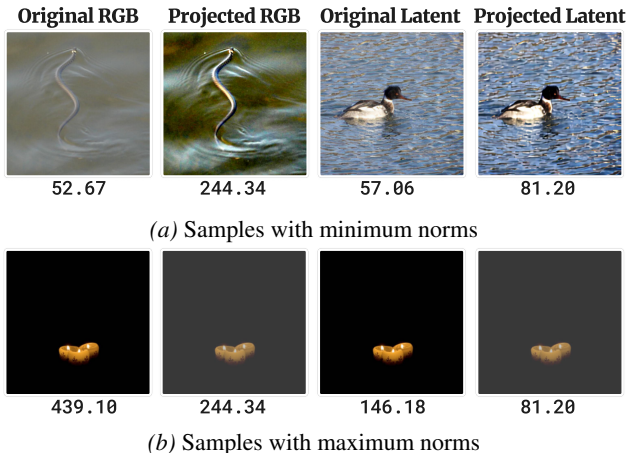 Original RGB Projected RGB Original Latent Projected Latent
52.67 244.34 57.06 81.20
(a) Samples with minimum norms
439.10 244.34 146.18 81.20
(b) Samples with maximum norms